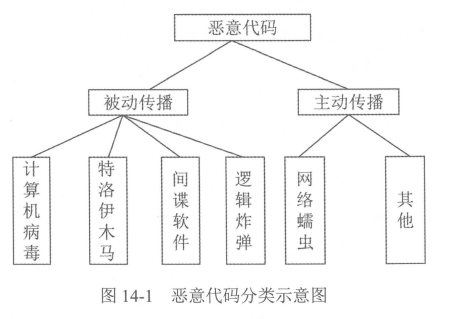 恶意代码
被动传播
主动传播
计算机病毒
特洛伊木马
间谍软件
逻辑炸弹
网络蠕虫
其他
图 14-1 恶意代码分类示意图